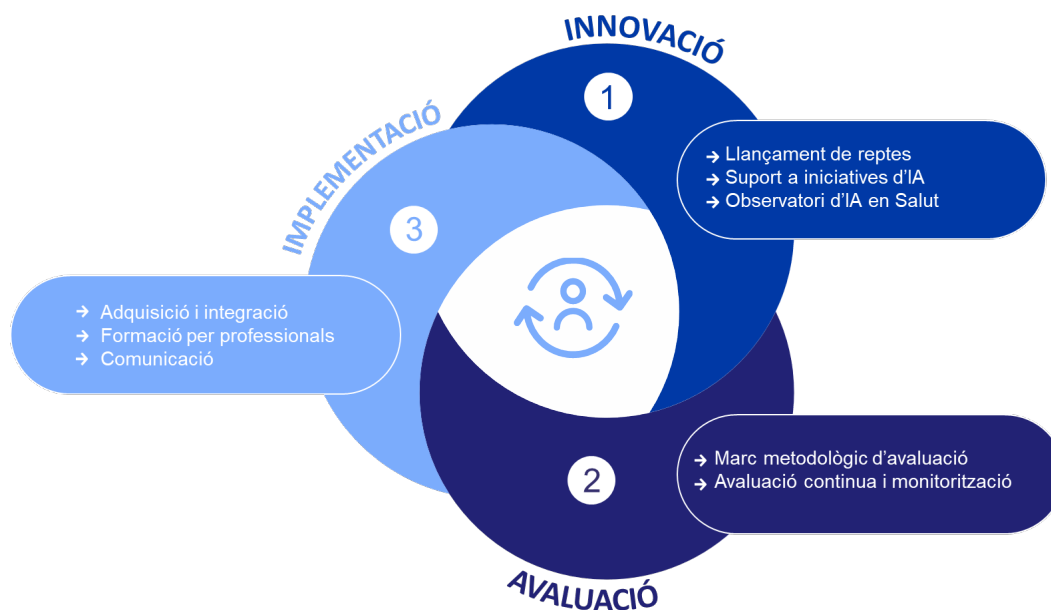 INNOVACIÓ
1
→ Llançament de reptes
→ Suport a iniciatives d’IA
→ Observatori d’IA en Salut
IMPLEMENTACIÓ
3
→ Adquisició i integració
→ Formació per professionals
→ Comunicació
2
→ Marc metodològic d’avaluació
→ Avaluació continua i monitorització
AVALUACIÓ